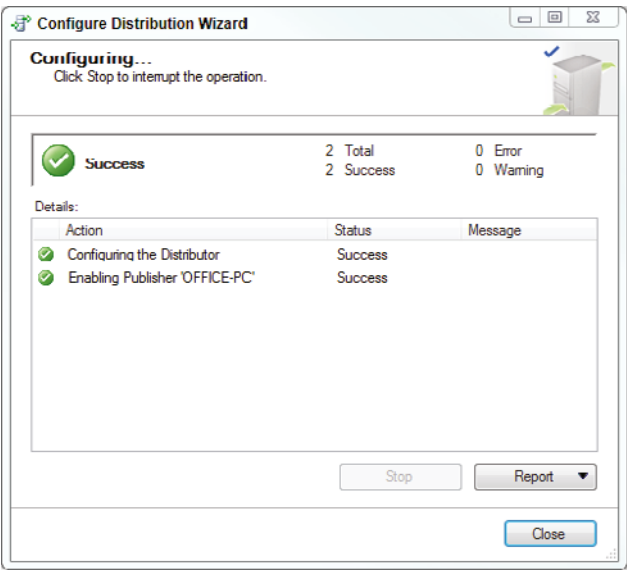 Configure Distribution Wizard
Configuring...
Click Stop to interrupt the operation.
Success
2 Total 0 Error
2 Success 0 Warning
Details:
Action Status Message
Configuring the Distributor Success
Enabling Publisher 'OFFICE-PC' Success
Stop Report
Close